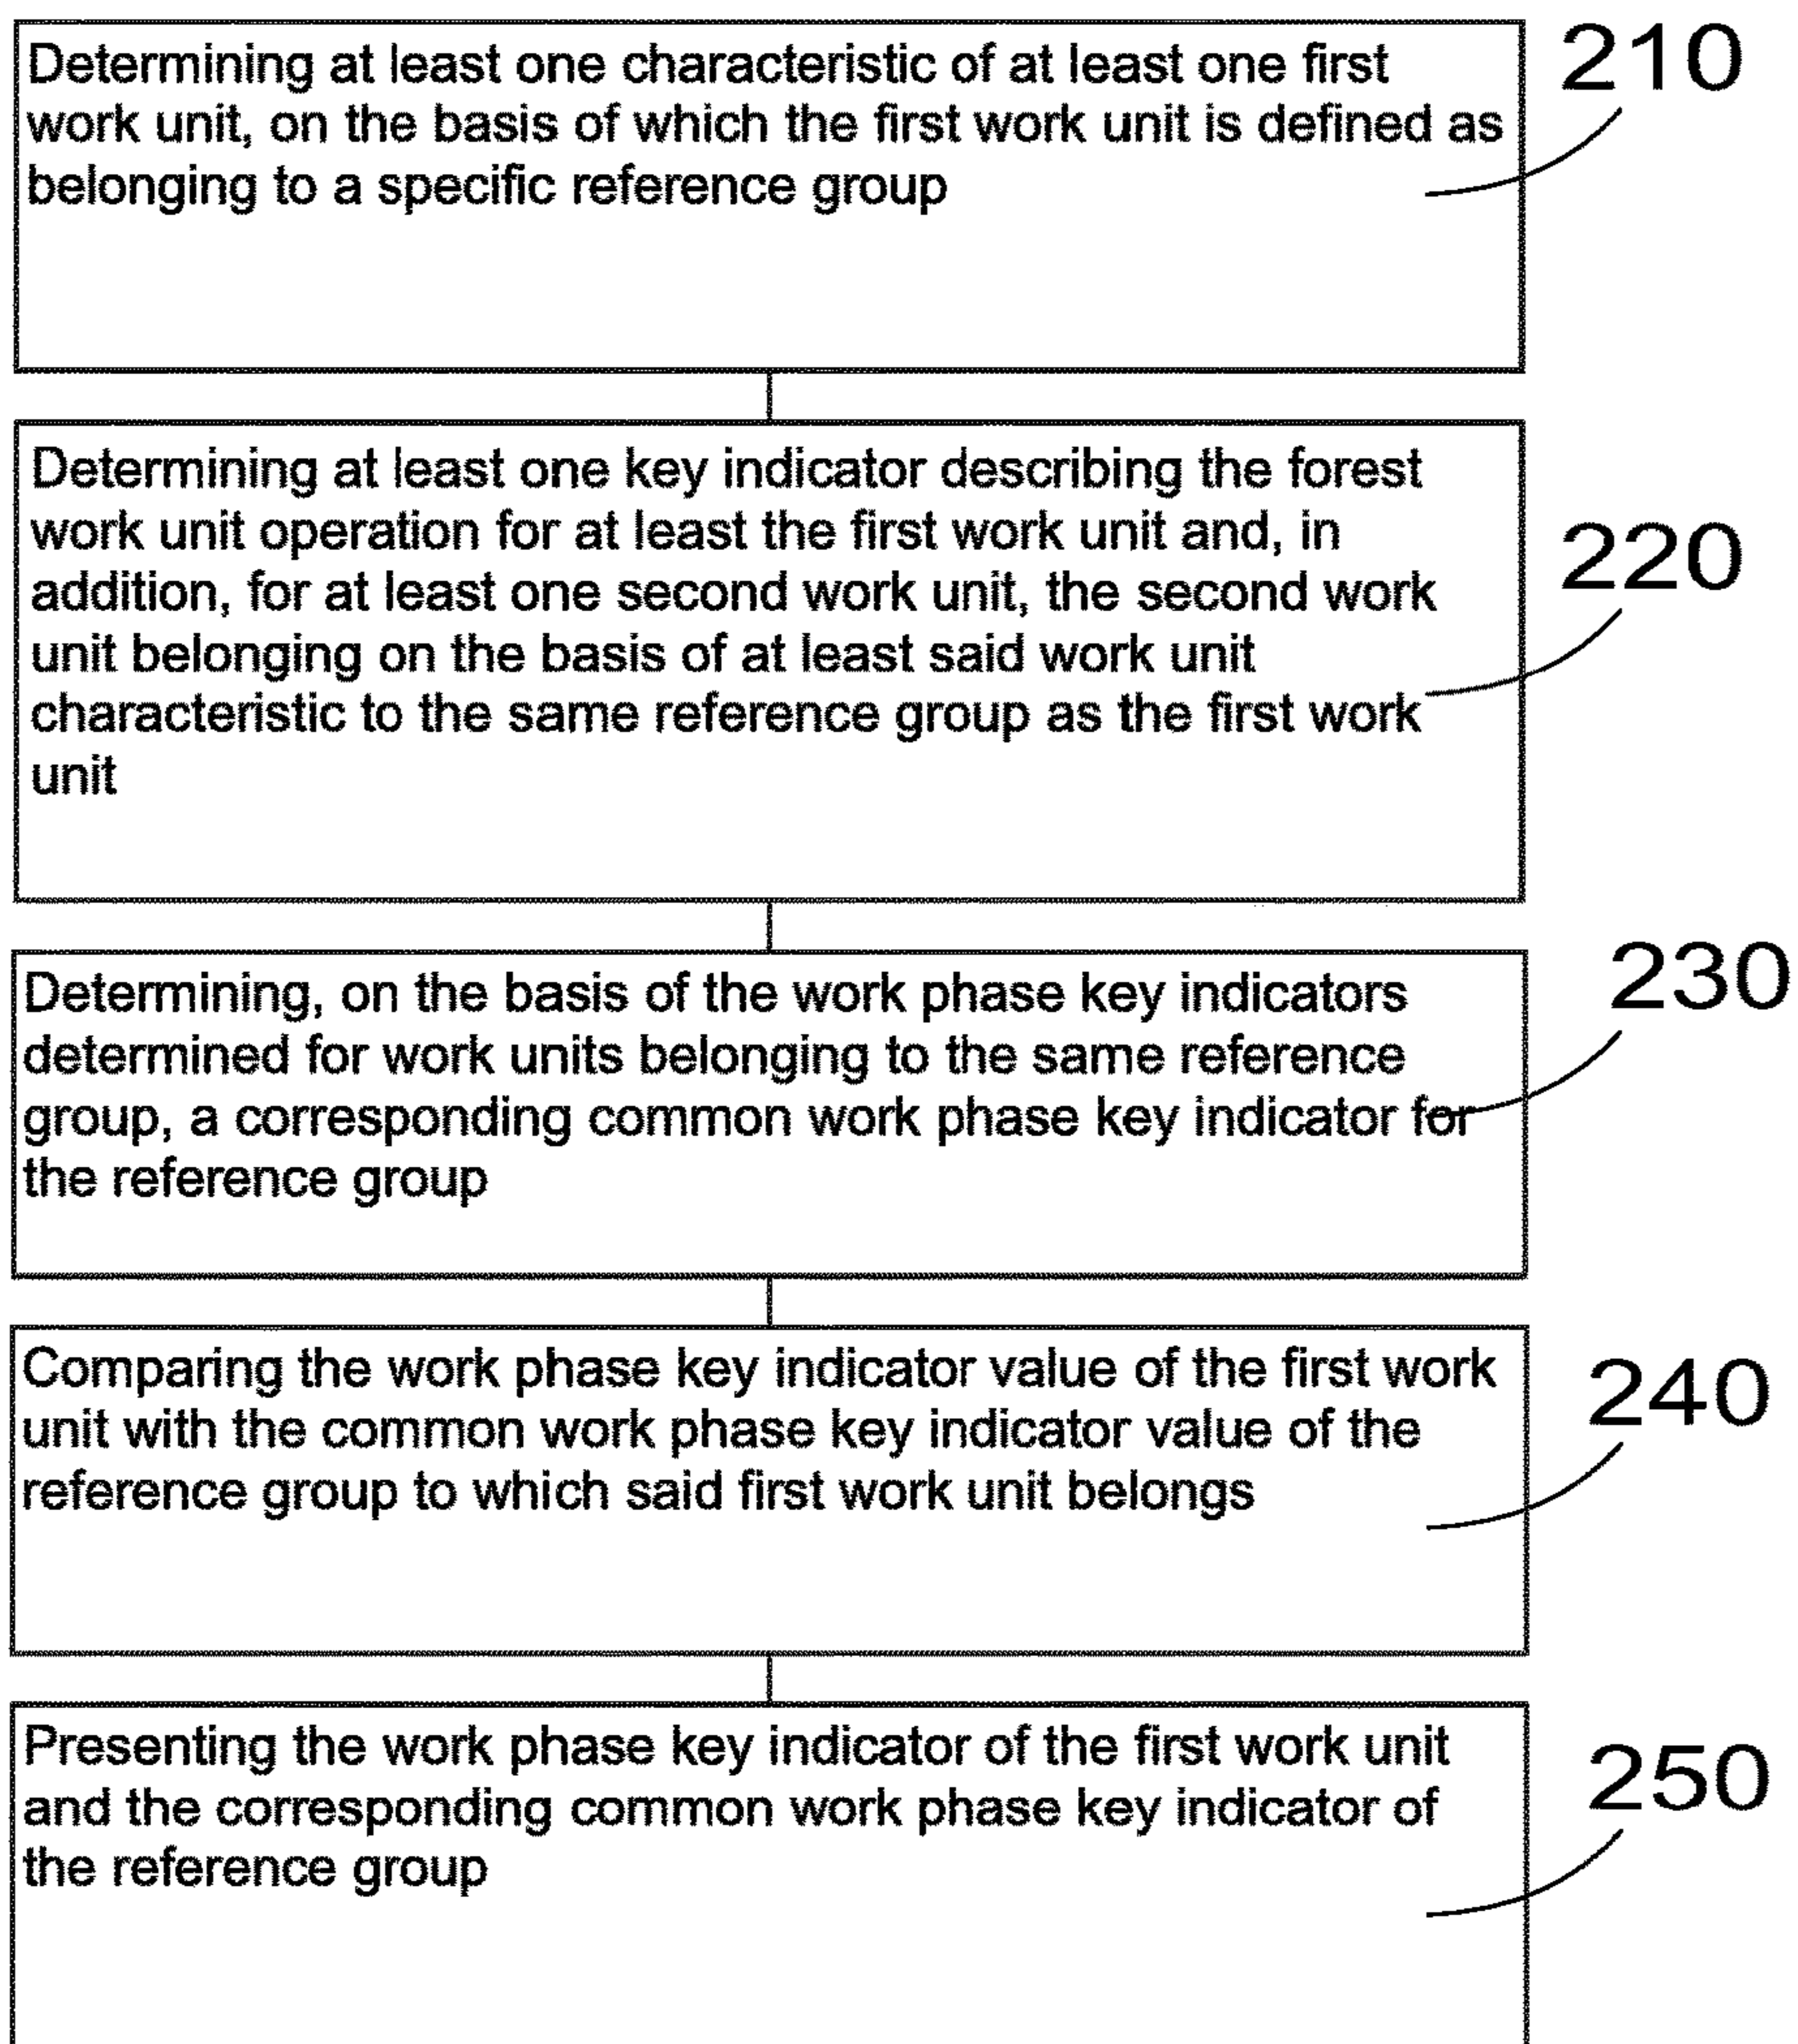 Determining at least one characteristic of at least one first
work unit, on the basis of which the first work unit is defined as
belonging to a specific reference group
210
Determining at least one key indicator describing the forest
work unit operation for at least the first work unit and, in
addition, for at least one second work unit, the second work
unit belonging on the basis of at least said work unit
characteristic to the same reference group as the first work
unit
220
Determining, on the basis of the work phase key indicators
determined for work units belonging to the same reference
group, a corresponding common work phase key indicator for
the reference group
230
Comparing the work phase key indicator value of the first work
unit with the common work phase key indicator value of the
reference group to which said first work unit belongs
240
Presenting the work phase key indicator of the first work unit
and the corresponding common work phase key indicator of
the reference group
250